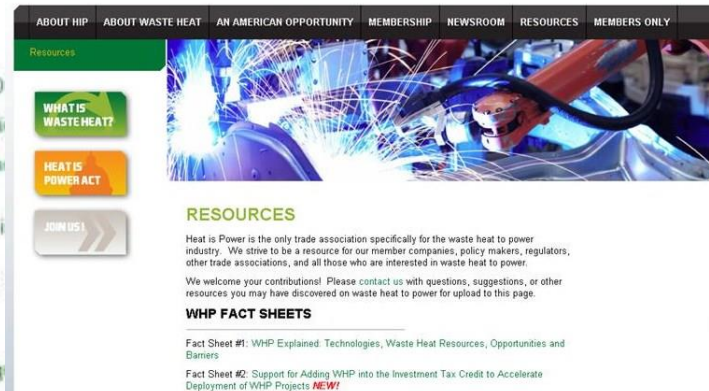 ABOUT HIP ABOUT WASTE HEAT AN AMERICAN OPPORTUNITY MEMBERSHIP NEWSROOM RESOURCES MEMBERS ONLY
Resources
WHAT IS
WASTE HEAT?
HEAT IS
POWER ACT
JOIN US!
RESOURCES
Heat is Power is the only trade association specifically for the waste heat to power
industry. We strive to be a resource for our member companies, policy makers, regulators,
other trade associations, and all those who are interested in waste heat to power.
We welcome your contributions! Please contact us with questions, suggestions, or other
resources you may have discovered on waste heat to power for upload to this page.
WHP FACT SHEETS
Fact Sheet #1: WHP Explained: Technologies, Waste Heat Resources, Opportunities and
Barriers
Fact Sheet #2: Support for Adding WHP into the Investment Tax Credit to Accelerate
Deployment of WHP Projects NEW!